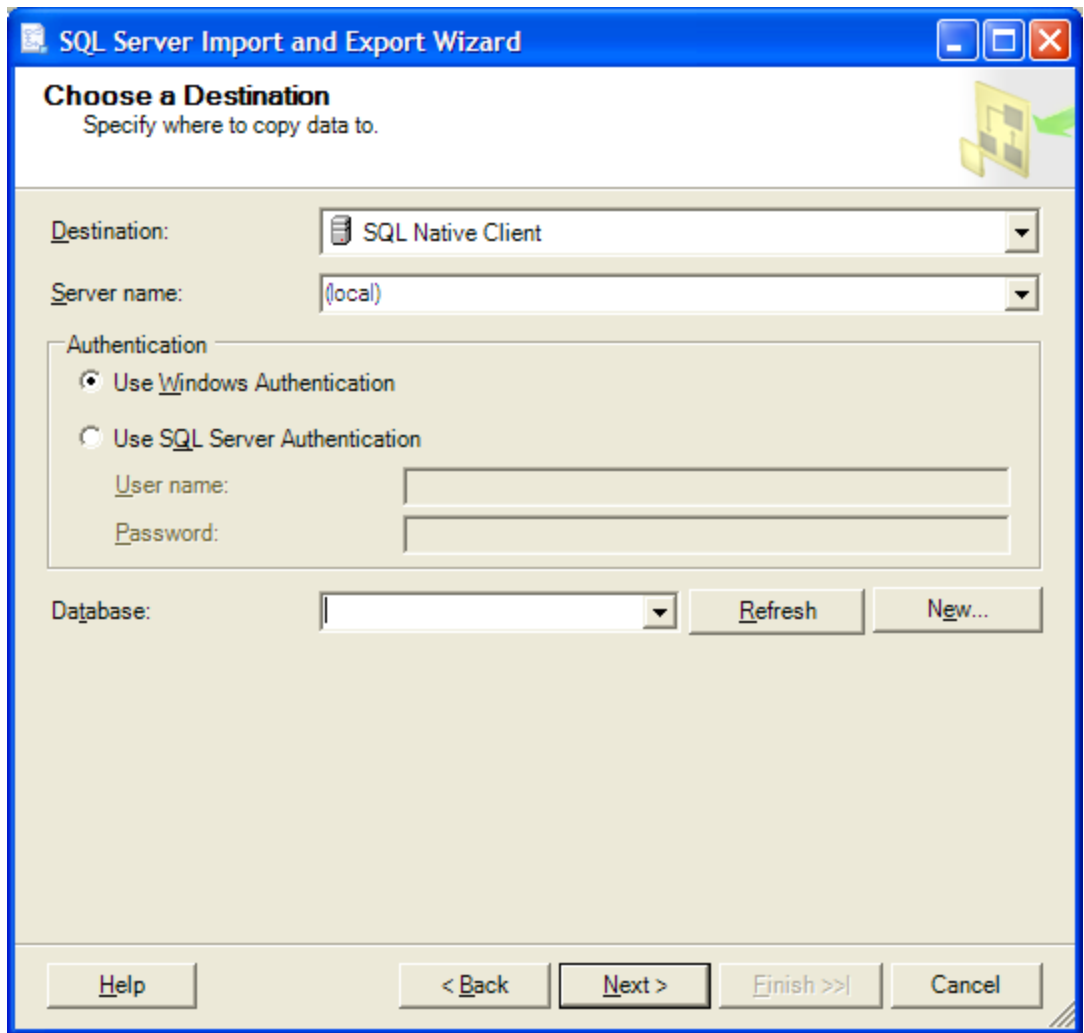 SQL Server Import and Export Wizard
Choose a Destination
Specify where to copy data to.
Destination: SQL Native Client
Server name: (local)
Authentication
Use Windows Authentication
Use SQL Server Authentication
User name:
Password:
Database: Refresh New...
Help < Back Next > Finish >>| Cancel